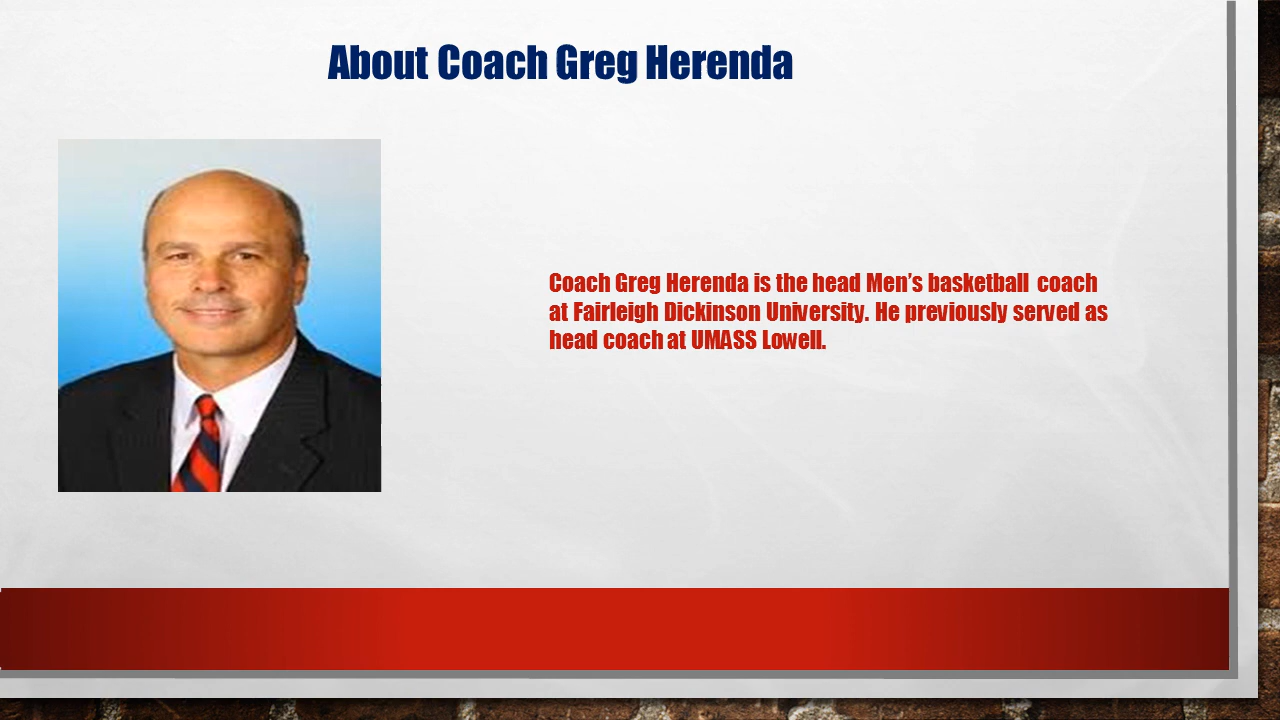 About Coach Greg Herenda
Coach Greg Herenda is the head Men’s basketball coach
at Fairleigh Dickinson University. He previously served as
head coach at UMASS Lowell.